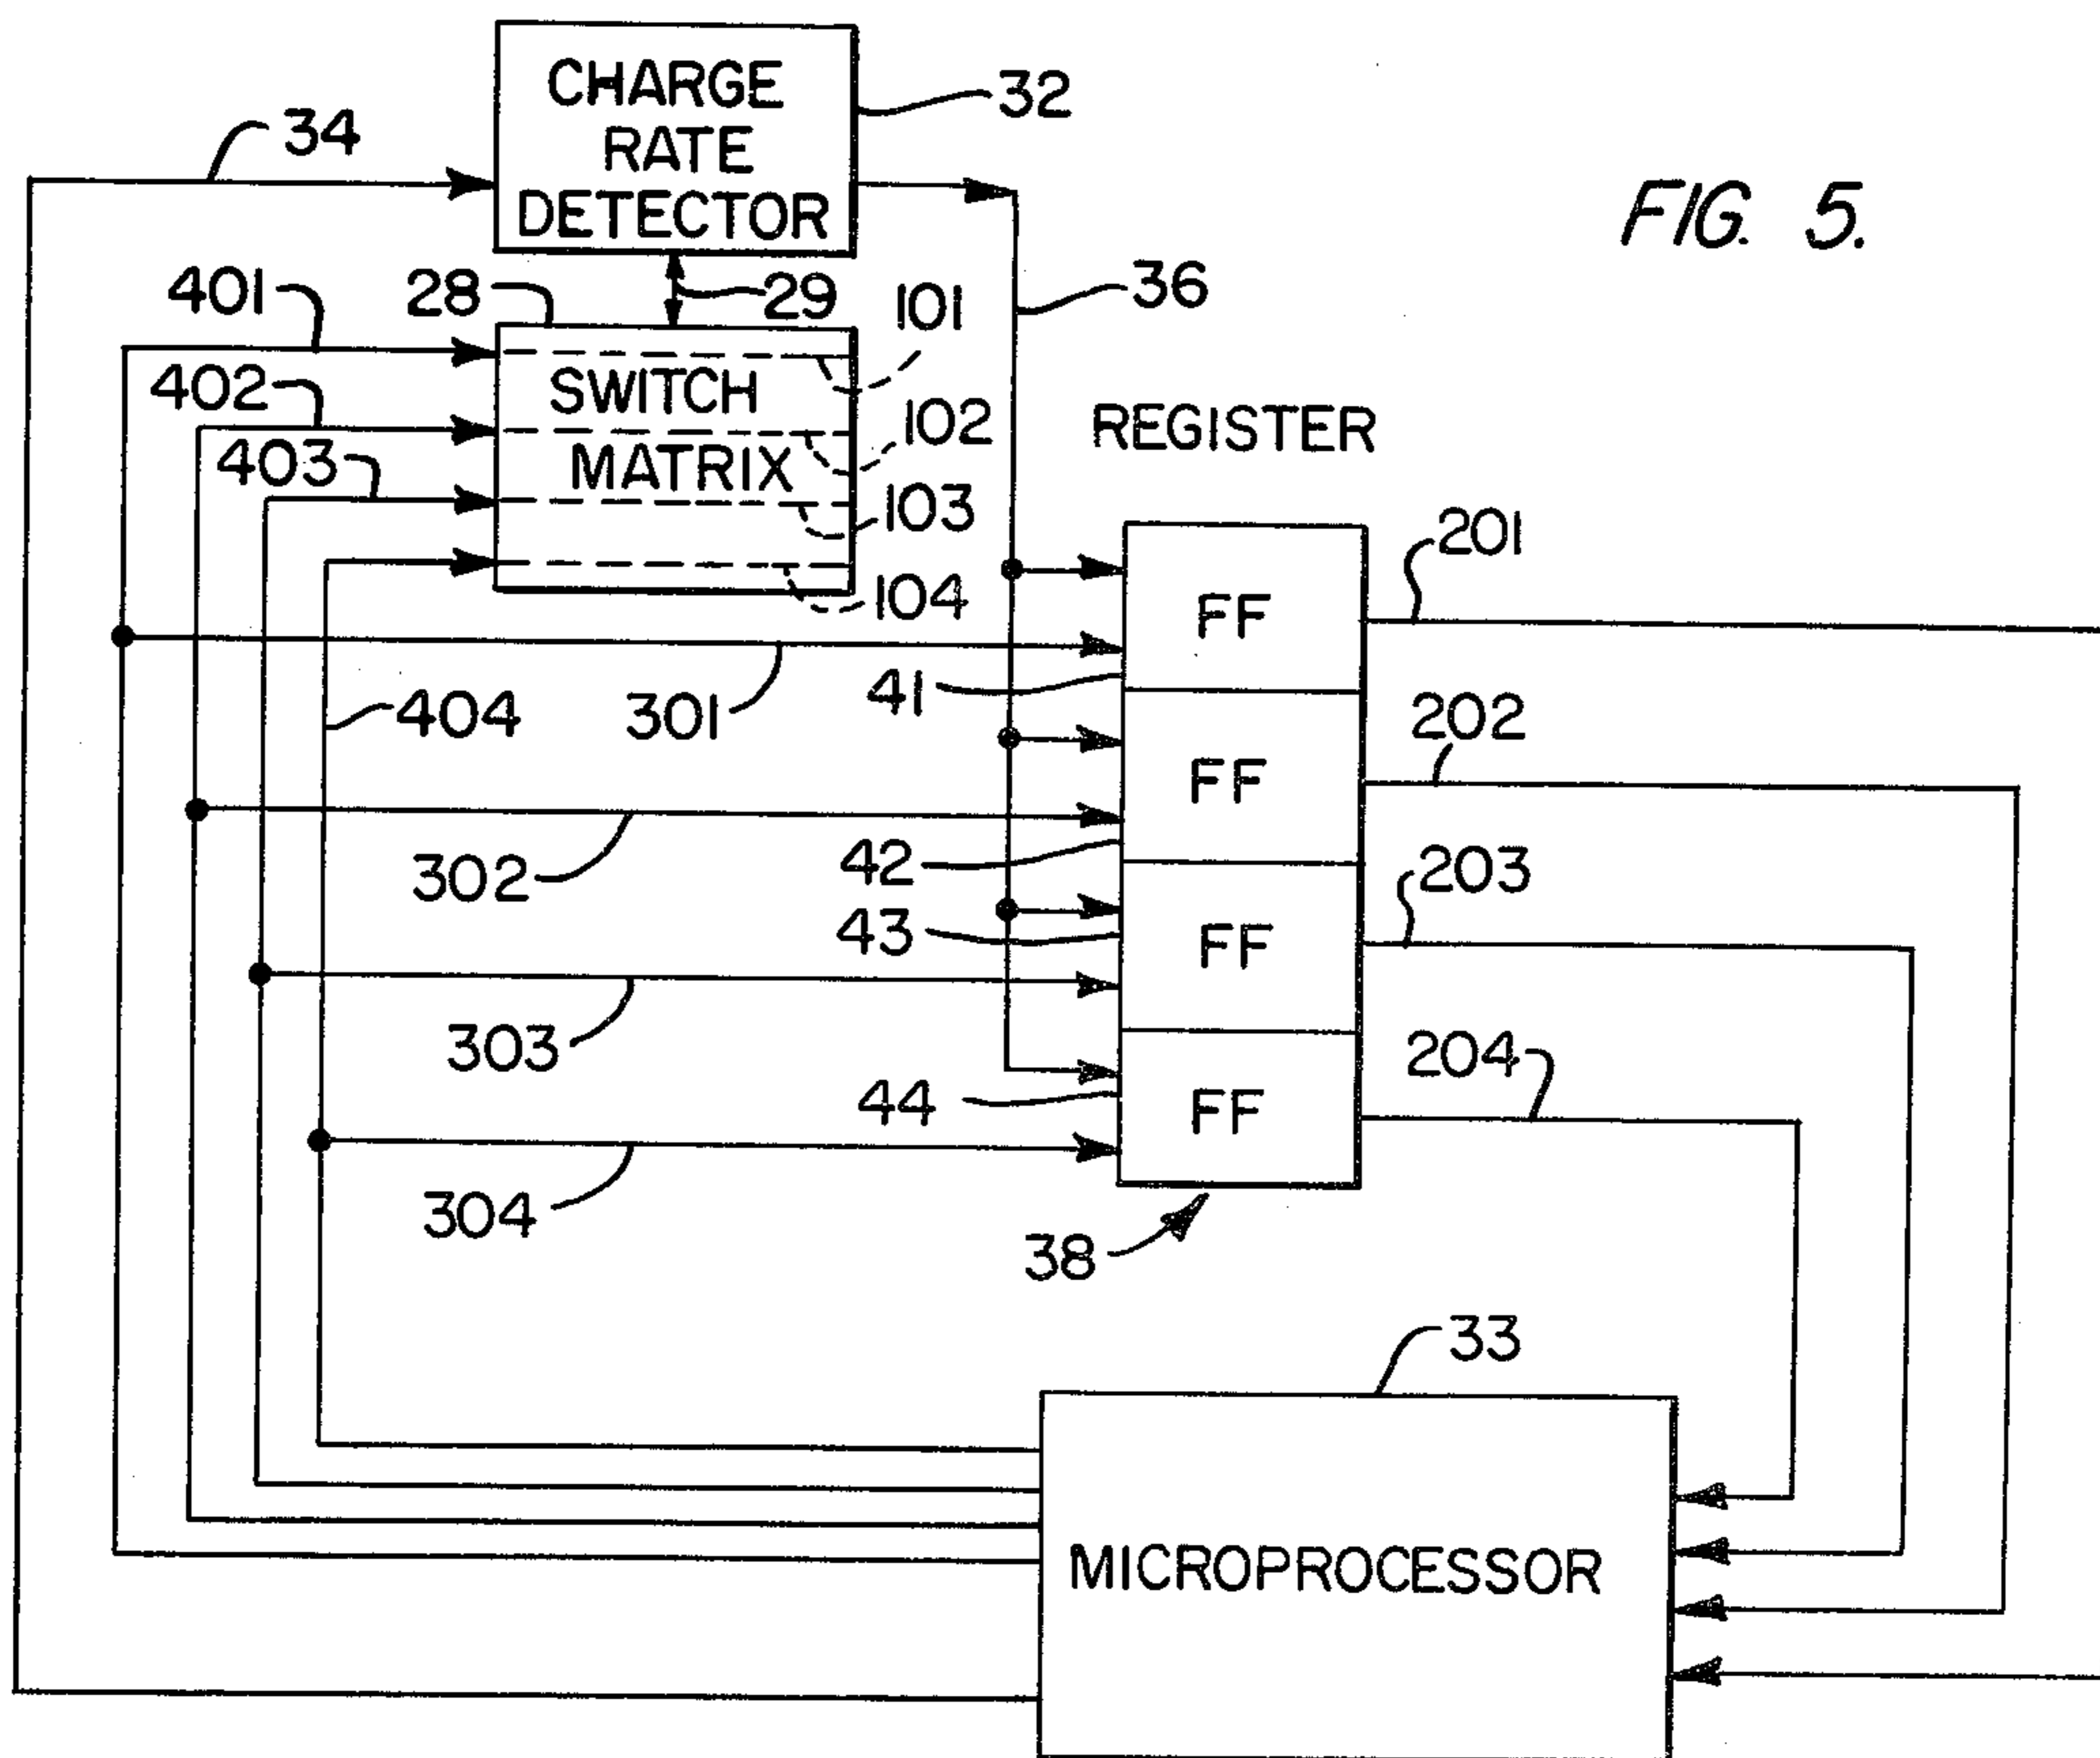 CHARGE
RATE
DETECTOR
32
34
FIG. 5.
29
28
36
401
101
SWITCH
402
102
MATRIX
403
103
REGISTER
104
201
FF
41
301
404
202
FF
42
302
203
43
FF
303
204
44
FF
304
38
33
MICROPROCESSOR